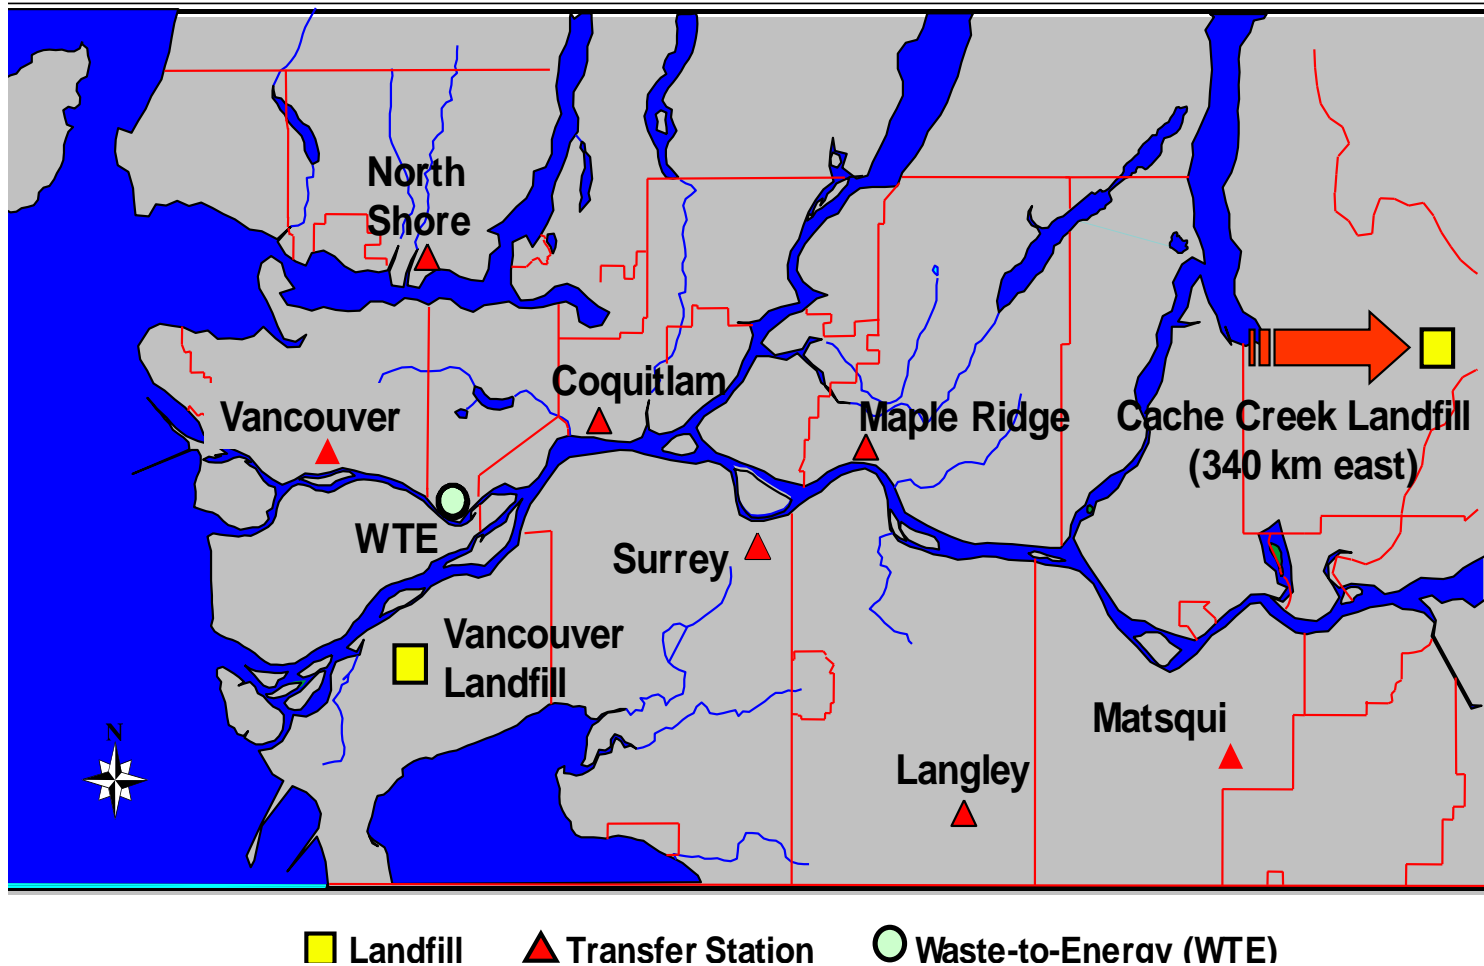 North
Shore
Coquitlam
Vancouver
Maple Ridge
Cache Creek Landfill
(340 km east)
WTE
Surrey
Vancouver
Landfill
N
Matsqui
Langley
Landfill
Transfer Station
Waste-to-Energy (WTE)